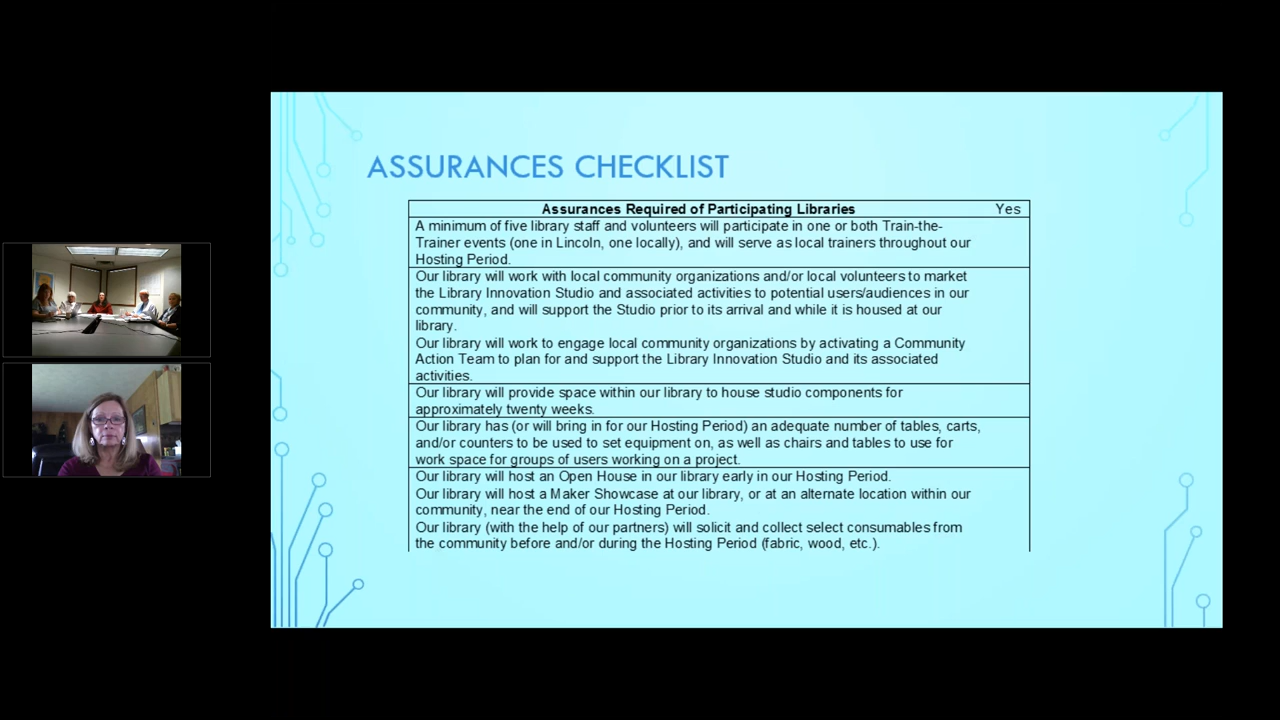 ASSURANCES CHECKLIST
Assurances Required of Participating Libraries Yes
A minimum of five library staff and volunteers will participate in one or both Train-the-
Trainer events (one in Lincoln, one locally), and will serve as local trainers throughout our
Hosting Period.
Our library will work with local community organizations and/or local volunteers to market
the Library Innovation Studio and associated activities to potential users/audiences in our
community, and will support the Studio prior to its arrival and while it is housed at our
library.
Our library will work to engage local community organizations by activating a Community
Action Team to plan for and support the Library Innovation Studio and its associated
activities.
Our library will provide space within our library to house studio components for
approximately twenty weeks.
Our library has (or will bring in for our Hosting Period) an adequate number of tables, carts,
and/or counters to be used to set equipment on, as well as chairs and tables to use for
work space for groups of users working on a project.
Our library will host an Open House in our library early in our Hosting Period.
Our library will host a Maker Showcase at our library, or at an alternate location within our
community, near the end of our Hosting Period.
Our library (with the help of our partners) will solicit and collect select consumables from
the community before and/or during the Hosting Period (fabric, wood, etc.).